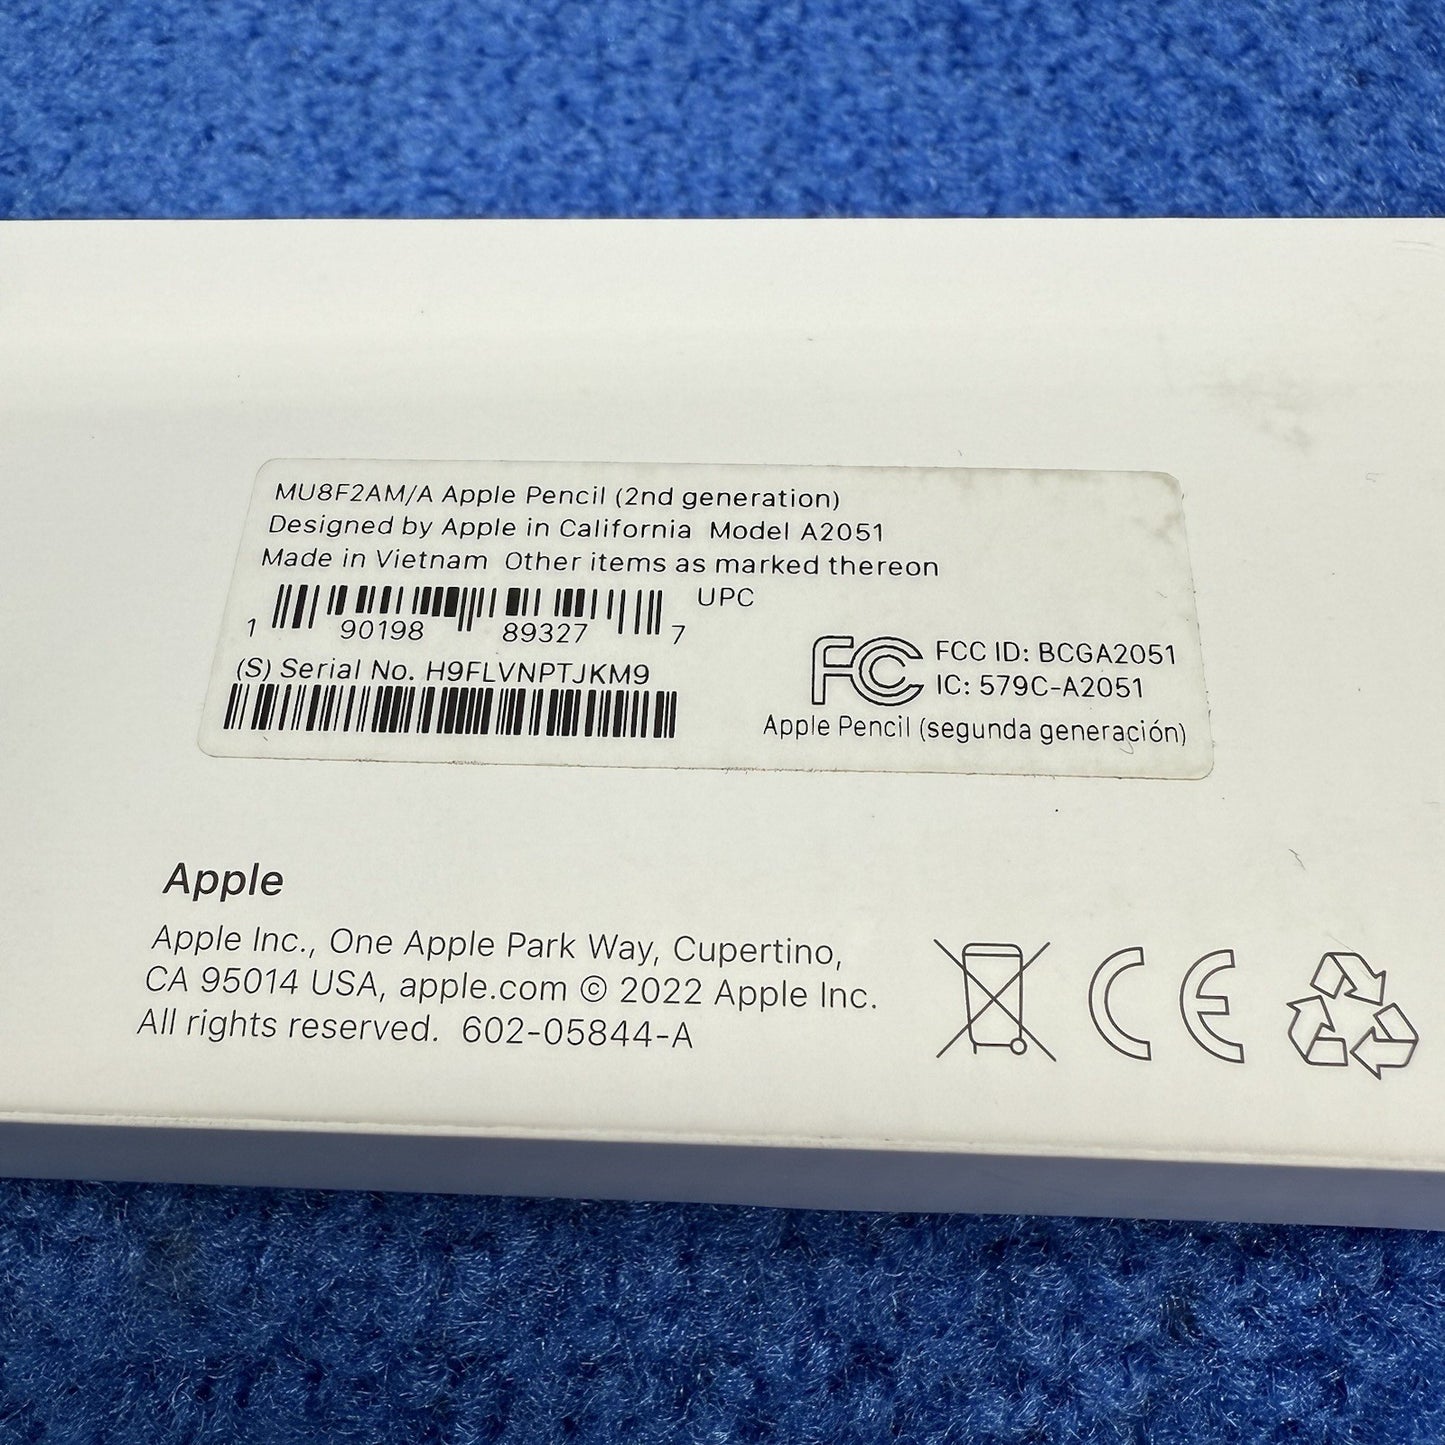 MU8F2AM/A Apple Pencil (2nd generation)
Designed by Apple in California Model A2051
Made in Vietnam Other items as marked thereon
UPC
1 90198 89327 7
(S) Serial No. H9FLVNPTJKM9
FC FCC ID: BCGA2051
IC: 579C-A2051
Apple Pencil (segunda generación)
Apple
Apple Inc., One Apple Park Way, Cupertino,
CA 95014 USA, apple.com © 2022 Apple Inc.
All rights reserved. 602-05844-A
CE